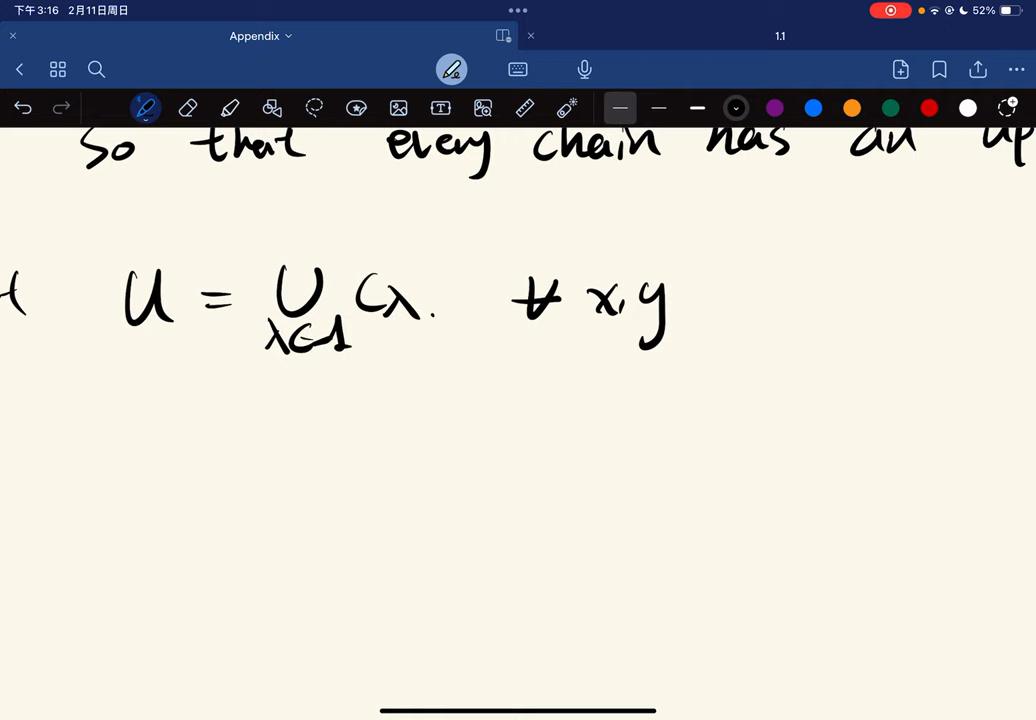 下午3:16 2月11日周日
52%
Appendix
1.1
So that every chain has an up
U = ∪ Cλ. ∀ x, y
λ∈Λ